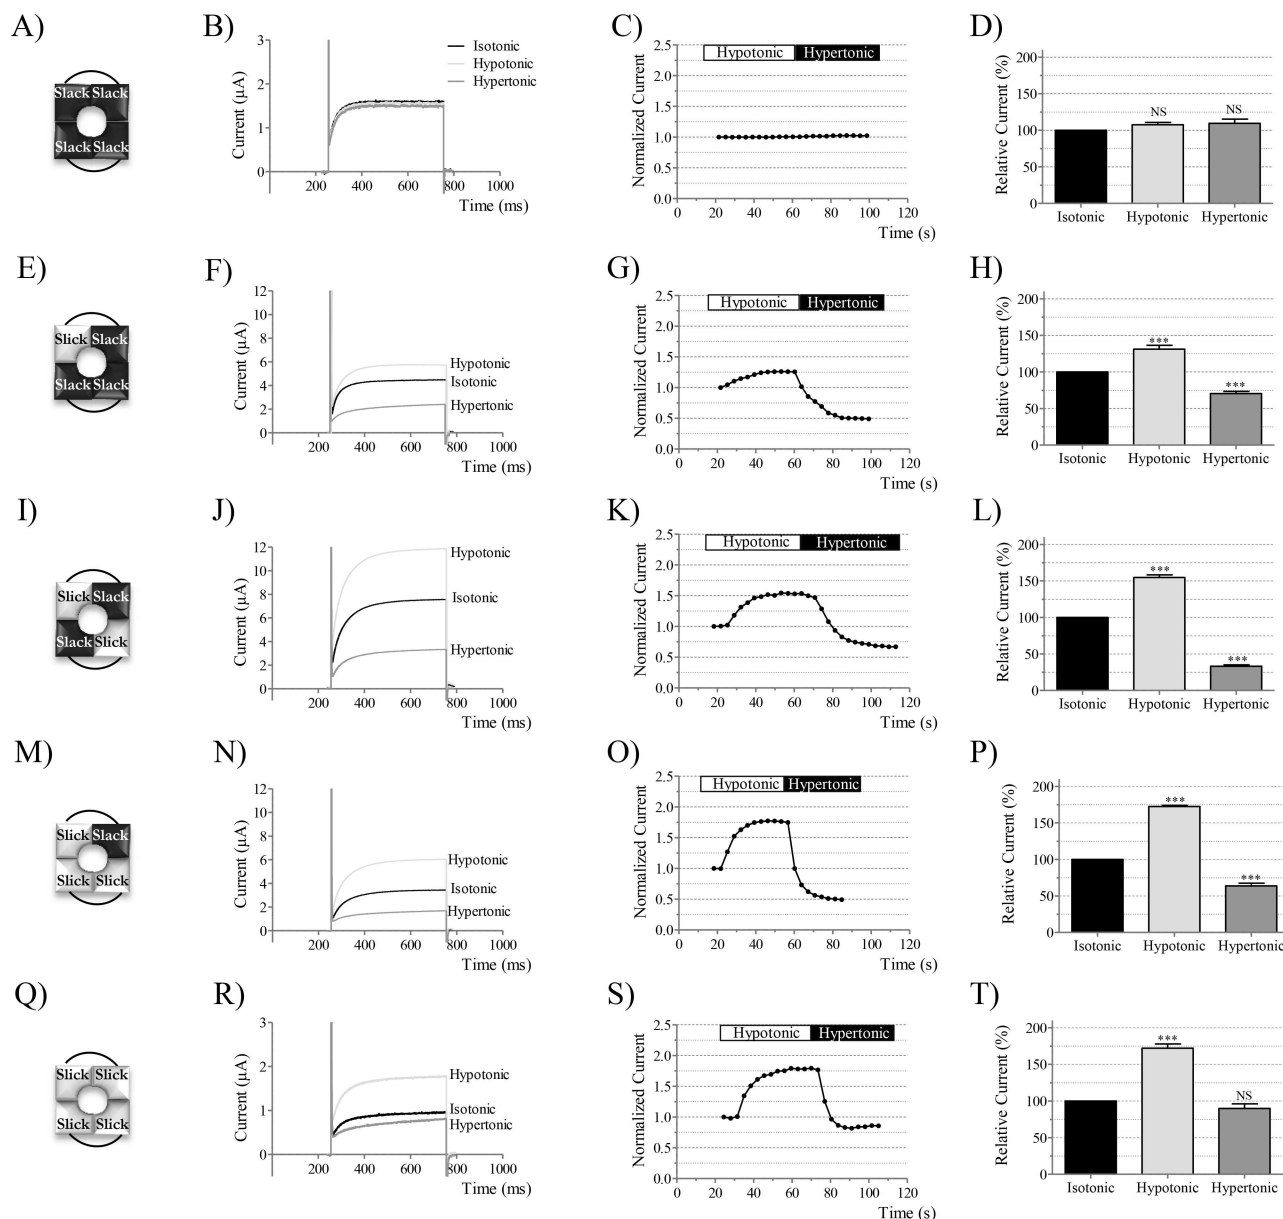 A) B) C) D)
Slack Slack
Slack Slack
Current (µA)
3
2
1
0
200 400 600 800 1000
Time (ms)
Isotonic
Hypotonic
Hypertonic
Normalized Current
2.5
2.0
1.5
1.0
0.5
0.0
Hypotonic Hypertonic
0 20 40 60 80 100 120
Time (s)
Relative Current (%)
200
150
100
50
0
NS NS
Isotonic Hypotonic Hypertonic
E) F) G) H)
Slick Slack
Slack Slack
Current (µA)
12
10
8
6
4
2
0
Hypotonic
Isotonic
Hypertonic
200 400 600 800 1000
Time (ms)
Normalized Current
2.5
2.0
1.5
1.0
0.5
0.0
Hypotonic Hypertonic
0 20 40 60 80 100 120
Time (s)
Relative Current (%)
200
150
100
50
0
*** ***
Isotonic Hypotonic Hypertonic
I) J) K) L)
Slick Slack
Slack Slick
Current (µA)
12
10
8
6
4
2
0
Hypotonic
Isotonic
Hypertonic
200 400 600 800 1000
Time (ms)
Normalized Current
2.5
2.0
1.5
1.0
0.5
0.0
Hypotonic Hypertonic
0 20 40 60 80 100 120
Time (s)
Relative Current (%)
200
150
100
50
0
*** ***
Isotonic Hypotonic Hypertonic
M) N) O) P)
Slick Slack
Slick Slick
Current (µA)
12
10
8
6
4
2
0
Hypotonic
Isotonic
Hypertonic
200 400 600 800 1000
Time (ms)
Normalized Current
2.5
2.0
1.5
1.0
0.5
0.0
Hypotonic Hypertonic
0 20 40 60 80 100 120
Time (s)
Relative Current (%)
200
150
100
50
0
*** ***
Isotonic Hypotonic Hypertonic
Q) R) S) T)
Slick Slick
Slick Slick
Current (µA)
3
2
1
0
Hypotonic
Isotonic
Hypertonic
200 400 600 800 1000
Time (ms)
Normalized Current
2.5
2.0
1.5
1.0
0.5
0.0
Hypotonic Hypertonic
0 20 40 60 80 100 120
Time (s)
Relative Current (%)
200
150
100
50
0
*** NS
Isotonic Hypotonic Hypertonic